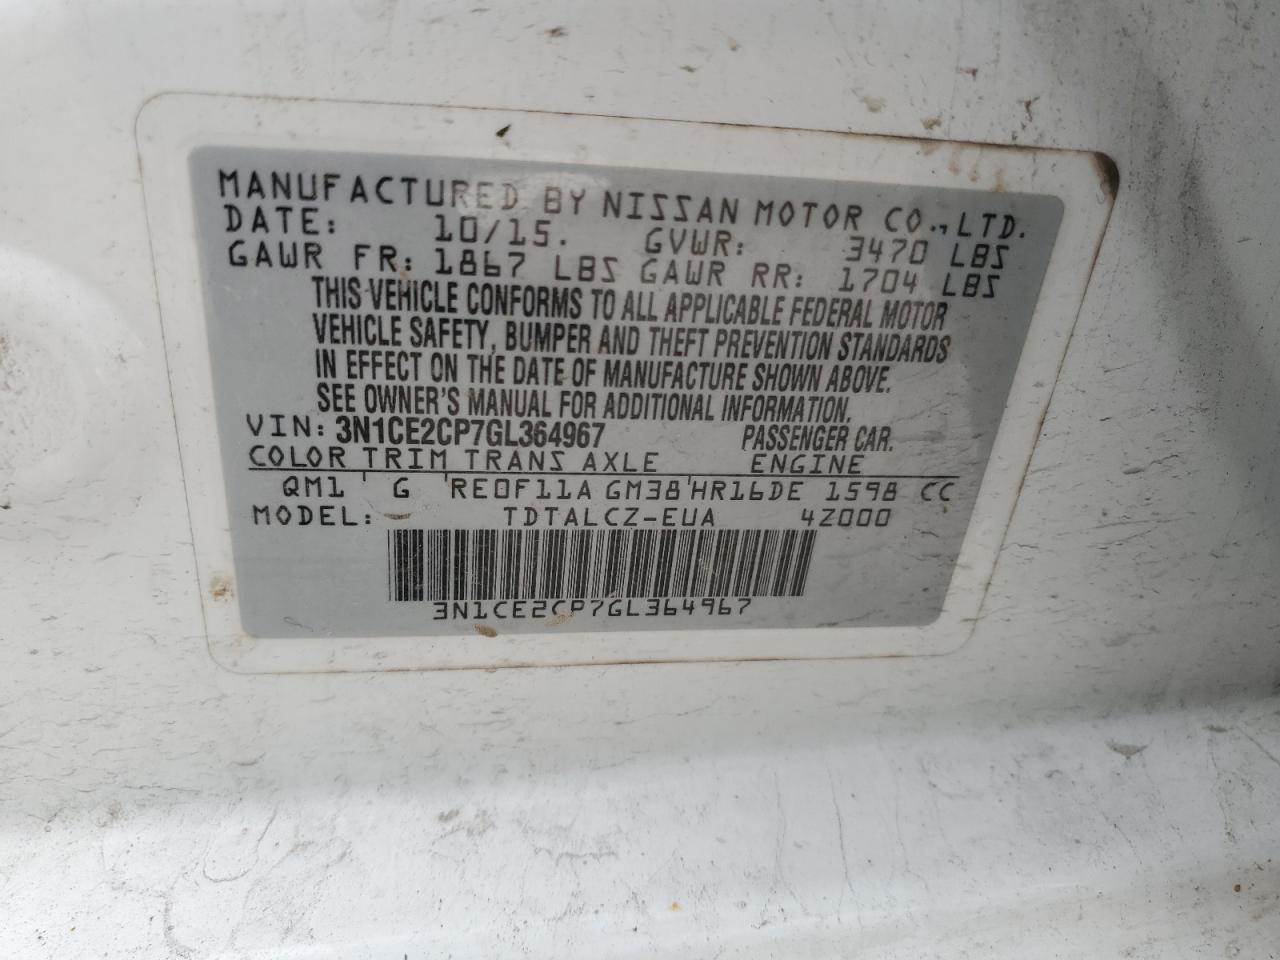 MANUFACTURED BY NISSAN MOTOR CO., LTD.
DATE: 10/15. GVWR: 3470 LBS
GAWR FR: 1867 LBS GAWR RR: 1704 LBS
THIS VEHICLE CONFORMS TO ALL APPLICABLE FEDERAL MOTOR
VEHICLE SAFETY, BUMPER AND THEFT PREVENTION STANDARDS
IN EFFECT ON THE DATE OF MANUFACTURE SHOWN ABOVE.
SEE OWNER'S MANUAL FOR ADDITIONAL INFORMATION.
VIN: 3N1CE2CP7GL364967 PASSENGER CAR.
COLOR TRIM TRANS AXLE ENGINE
QM1 ' G 'RE0F11A GM38'HR16DE 1598 CC
MODEL: TDTALCZ-EUA 4Z000
3N1CE2CP7GL364967